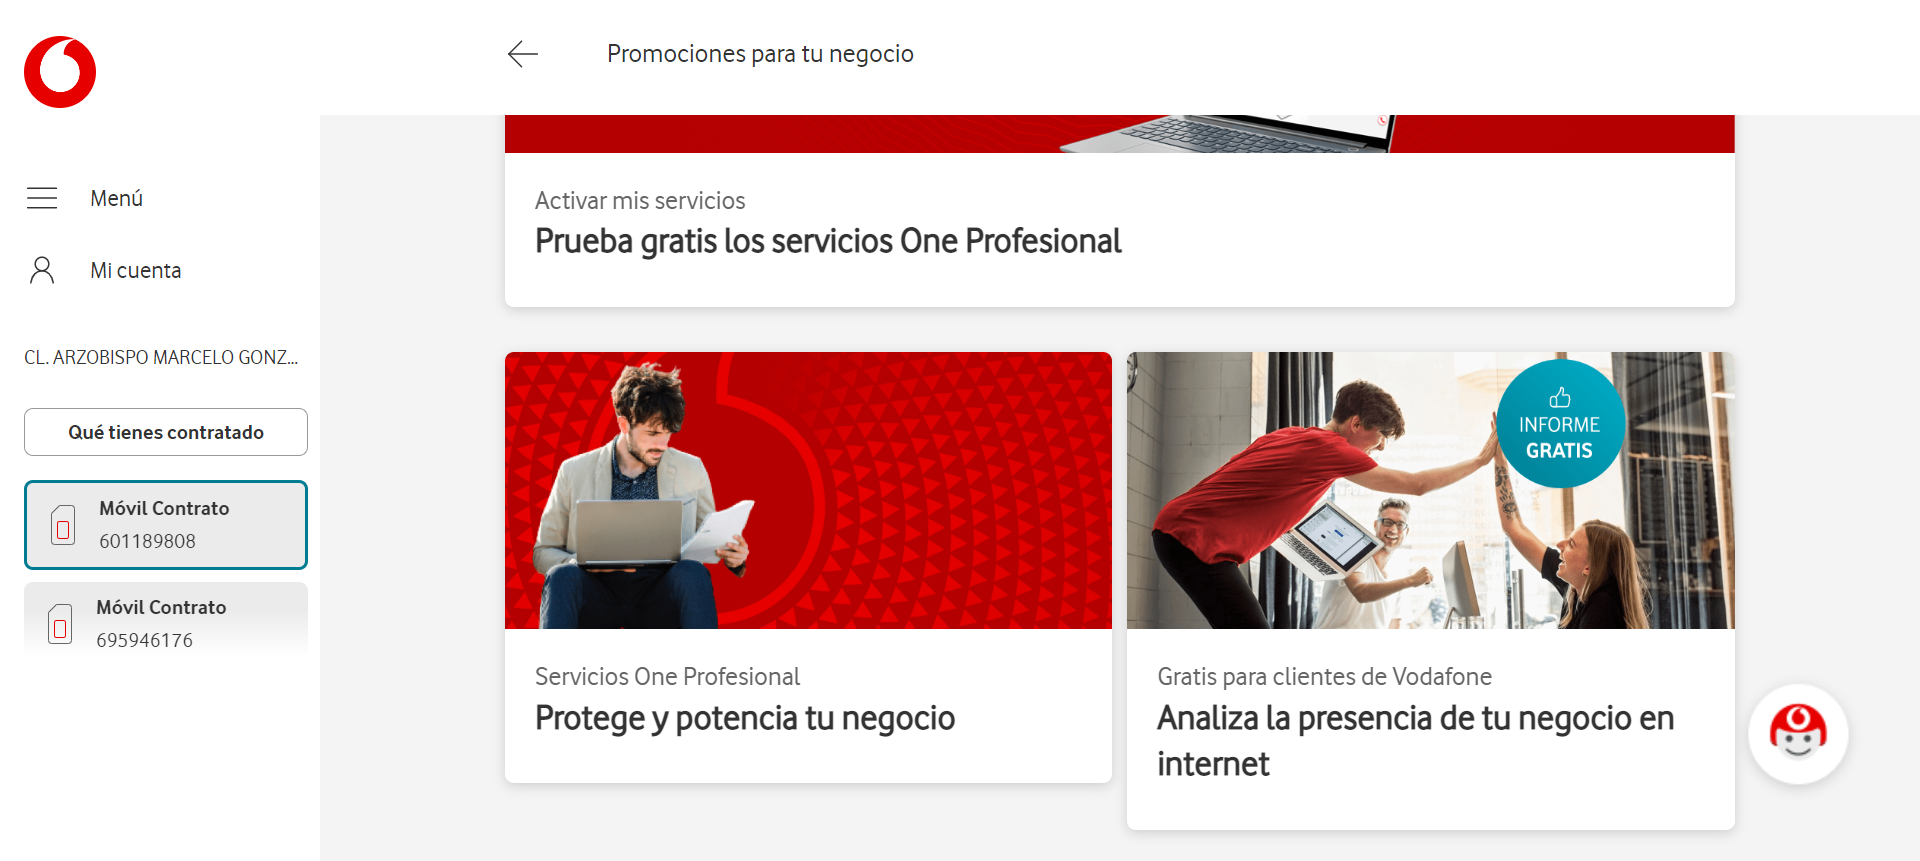 Promociones para tu negocio
Menú
Mi cuenta
CL. ARZOBISPO MARCELO GONZ...
Qué tienes contratado
Móvil Contrato
601189808
Móvil Contrato
695946176
Activar mis servicios
Prueba gratis los servicios One Profesional
Servicios One Profesional
Protege y potencia tu negocio
INFORME
GRATIS
Gratis para clientes de Vodafone
Analiza la presencia de tu negocio en
internet